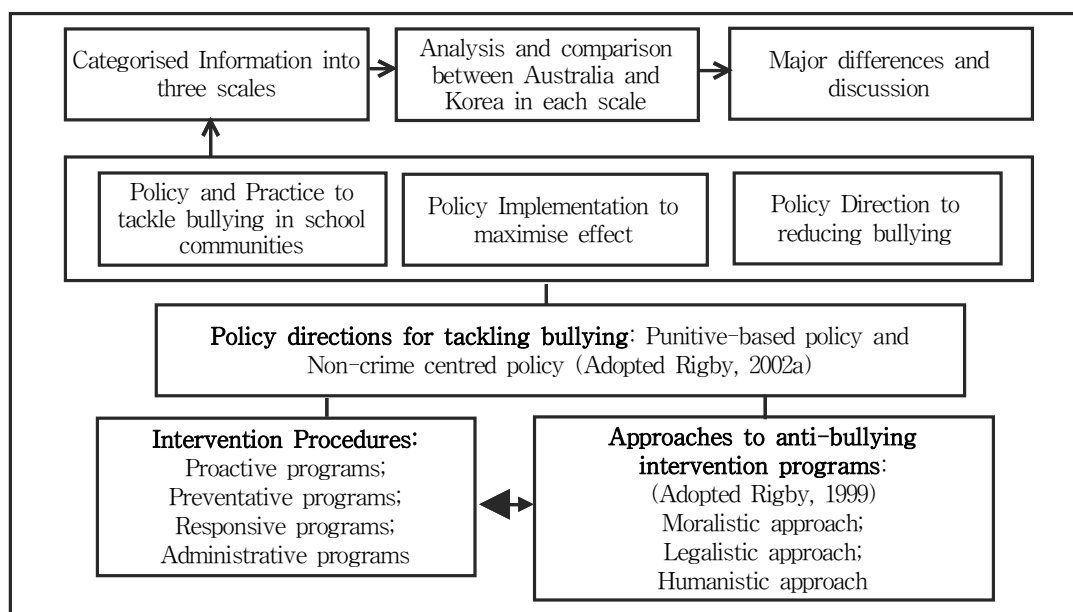 Categorised Information into
three scales
Analysis and comparison
between Australia and
Korea in each scale
Major differences and
discussion
Policy and Practice to
tackle bullying in school
communities
Policy Implementation to
maximise effect
Policy Direction to
reducing bullying
Policy directions for tackling bullying: Punitive-based policy and
Non-crime centred policy (Adopted Rigby, 2002a)
Intervention Procedures:
Proactive programs;
Preventative programs;
Responsive programs;
Administrative programs
Approaches to anti-bullying
intervention programs:
(Adopted Rigby, 1999)
Moralistic approach;
Legalistic approach;
Humanistic approach